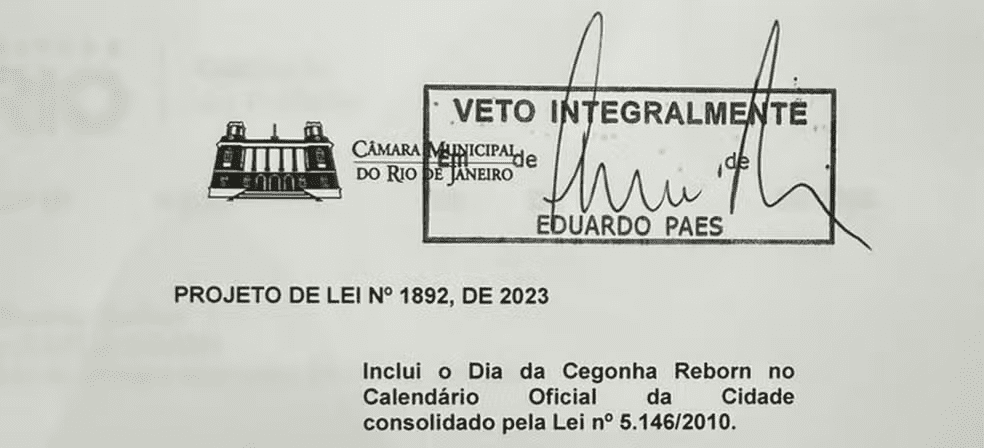 VETO INTEGRALMENTE
CÂMARA MUNICIPAL
Em de de
DO RIO DE JANEIRO
EDUARDO PAES
PROJETO DE LEI Nº 1892, DE 2023
Inclui o Dia da Cegonha Reborn no
Calendário Oficial da Cidade
consolidado pela Lei nº 5.146/2010.